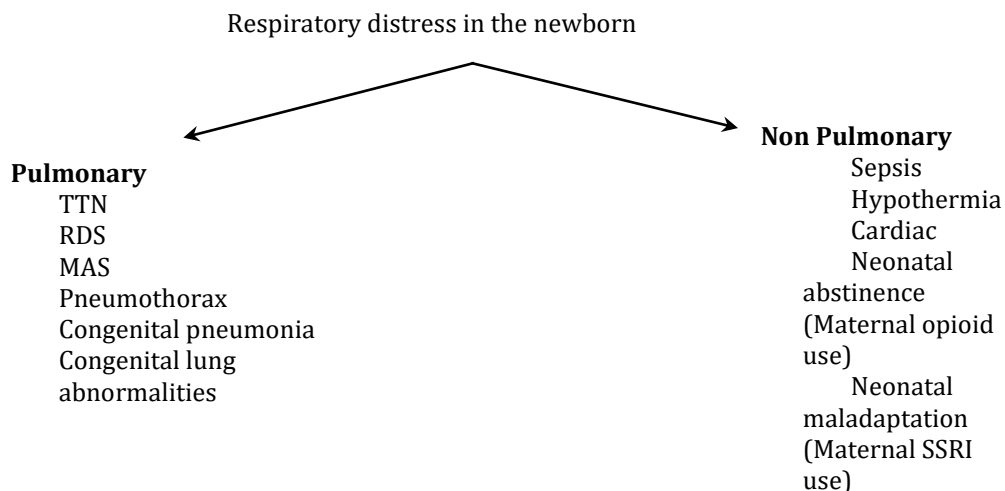 Respiratory distress in the newborn
Pulmonary
TTN
RDS
MAS
Pneumothorax
Congenital pneumonia
Congenital lung
abnormalities
Non Pulmonary
Sepsis
Hypothermia
Cardiac
Neonatal
abstinence
(Maternal opioid
use)
Neonatal
maladaptation
(Maternal SSRI
use)